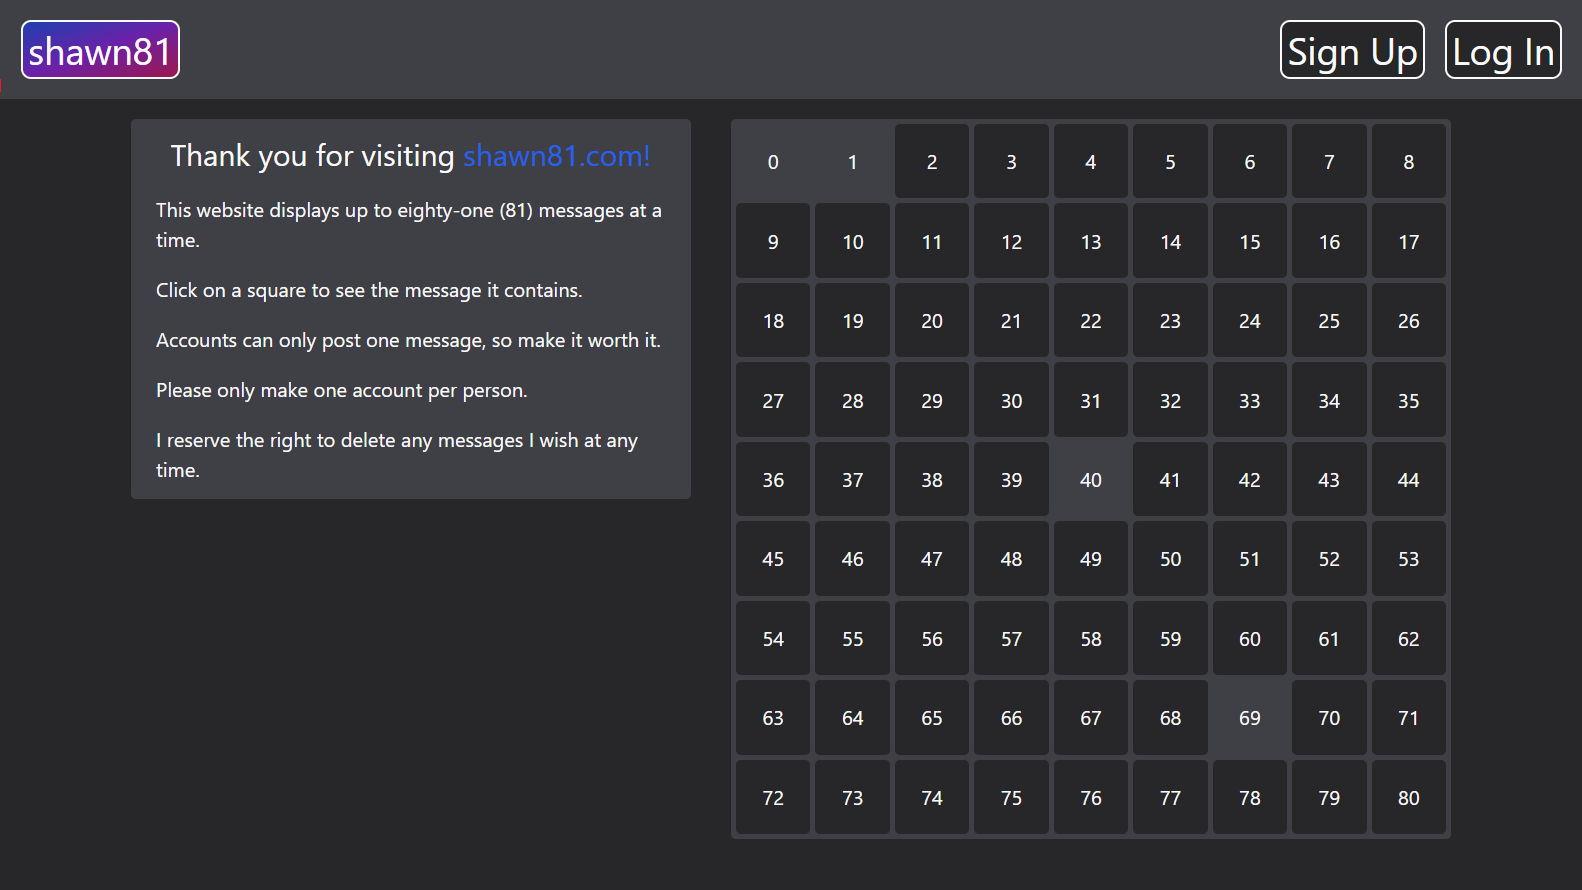 shawn81
Sign Up
Log In
Thank you for visiting shawn81.com!
This website displays up to eighty-one (81) messages at a
time.
Click on a square to see the message it contains.
Accounts can only post one message, so make it worth it.
Please only make one account per person.
I reserve the right to delete any messages I wish at any
time.
0 1 2 3 4 5 6 7 8
9 10 11 12 13 14 15 16 17
18 19 20 21 22 23 24 25 26
27 28 29 30 31 32 33 34 35
36 37 38 39 40 41 42 43 44
45 46 47 48 49 50 51 52 53
54 55 56 57 58 59 60 61 62
63 64 65 66 67 68 69 70 71
72 73 74 75 76 77 78 79 80